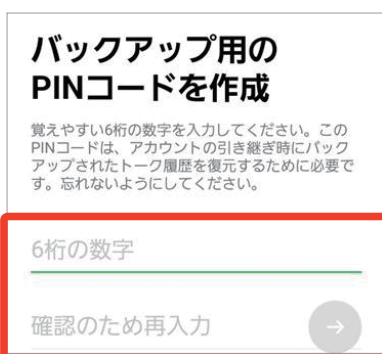 バックアップ用の
PINコードを作成
覚えやすい6桁の数字を入力してください。この
PINコードは、アカウントの引き継ぎ時にバック
アップされたトーク履歴を復元するために必要で
す。忘れないようにしてください。
6桁の数字
確認のため再入力